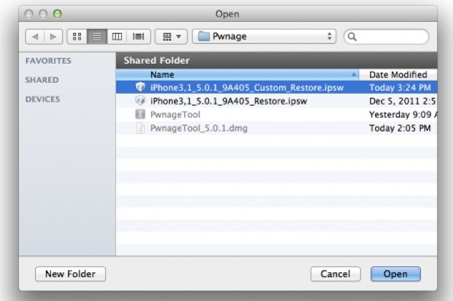 Open
Pwnage
FAVORITES
SHARED
DEVICES
Shared Folder
Name Date Modified
iPhone3,1_5.0.1_9A405_Custom_Restore.ipsw Today 3:24 PM
iPhone3,1_5.0.1_9A405_Restore.ipsw Dec 5, 2011 2:5
PwnageTool Yesterday 9:09 A
PwnageTool_5.0.1.dmg Today 2:05 PM
New Folder Cancel Open